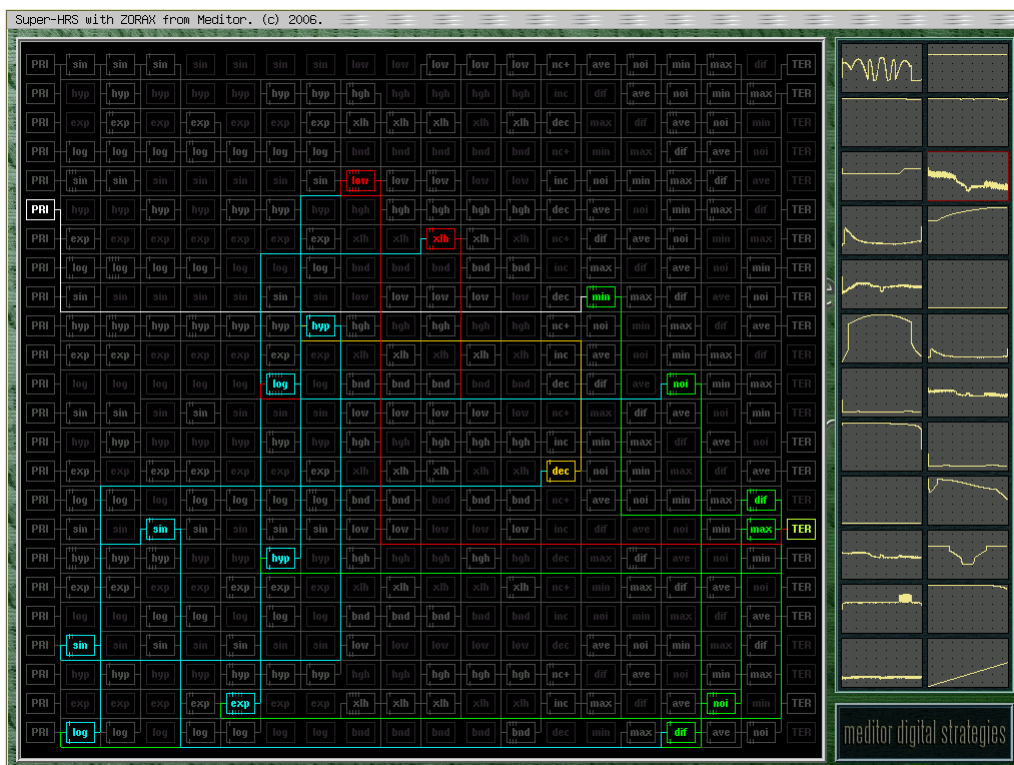 Super-HRS with ZORAX from Meditor. (c) 2006.
PRI sin sin sin sin sin sin sin low low low low low nc+ ave noi min max dif TER
PRI hyp hyp hyp hyp hyp hyp hyp hgh hgh hgh hgh hgh inc dif ave noi min max TER
PRI exp exp exp exp exp exp exp xlh xlh xlh xlh xlh dec max dif ave noi min TER
PRI log log log log log log log bnd bnd bnd bnd bnd nc+ min max dif ave noi TER
PRI sin sin sin sin sin sin sin low low low low low inc noi min max dif ave TER
PRI hyp hyp hyp hyp hyp hyp hyp hgh hgh hgh hgh hgh dec ave noi min max dif TER
PRI exp exp exp exp exp exp exp xlh xlh xlh xlh xlh nc+ dif ave noi min max TER
PRI log log log log log log log bnd bnd bnd bnd bnd inc max dif ave noi min TER
PRI sin sin sin sin sin sin sin low low low low low dec min max dif ave noi TER
PRI hyp hyp hyp hyp hyp hyp hyp hgh hgh hgh hgh hgh nc+ noi min max dif ave TER
PRI exp exp exp exp exp exp exp xlh xlh xlh xlh xlh inc ave noi min max dif TER
PRI log log log log log log log bnd bnd bnd bnd bnd dec dif ave noi min max TER
PRI sin sin sin sin sin sin sin low low low low low nc+ max dif ave noi min TER
PRI hyp hyp hyp hyp hyp hyp hyp hgh hgh hgh hgh hgh inc min max dif ave noi TER
PRI exp exp exp exp exp exp exp xlh xlh xlh xlh xlh dec noi min max dif ave TER
PRI log log log log log log log bnd bnd bnd bnd bnd nc+ ave noi min max dif TER
PRI sin sin sin sin sin sin sin low low low low low inc dif ave noi min max TER
PRI hyp hyp hyp hyp hyp hyp hyp hgh hgh hgh hgh hgh dec max dif ave noi min TER
PRI exp exp exp exp exp exp exp xlh xlh xlh xlh xlh nc+ min max dif ave noi TER
PRI log log log log log log log bnd bnd bnd bnd bnd inc noi min max dif ave TER
PRI sin sin sin sin sin sin sin low low low low low dec ave noi min max dif TER
PRI hyp hyp hyp hyp hyp hyp hyp hgh hgh hgh hgh hgh nc+ dif ave noi min max TER
PRI exp exp exp exp exp exp exp xlh xlh xlh xlh xlh inc max dif ave noi min TER
PRI log log log log log log log bnd bnd bnd bnd bnd dec min max dif ave noi TER
meditor digital strategies